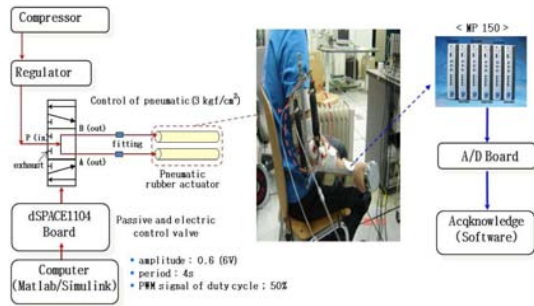 Compressor
Regulator
Control of pneumatic(3 kgf/cm²)
P (in)
B (out)
fitting
A (out)
exhaust
Pneumatic
rubber actuator
dSPACE1104
Board
Passive and electric
control valve
Computer
(Matlab/Simulink)
• amplitude : 0.6 (6V)
• period : 4s
• PWM signal of duty cycle : 50%
< MP 150 >
A/D Board
Acqknowledge
(Software)